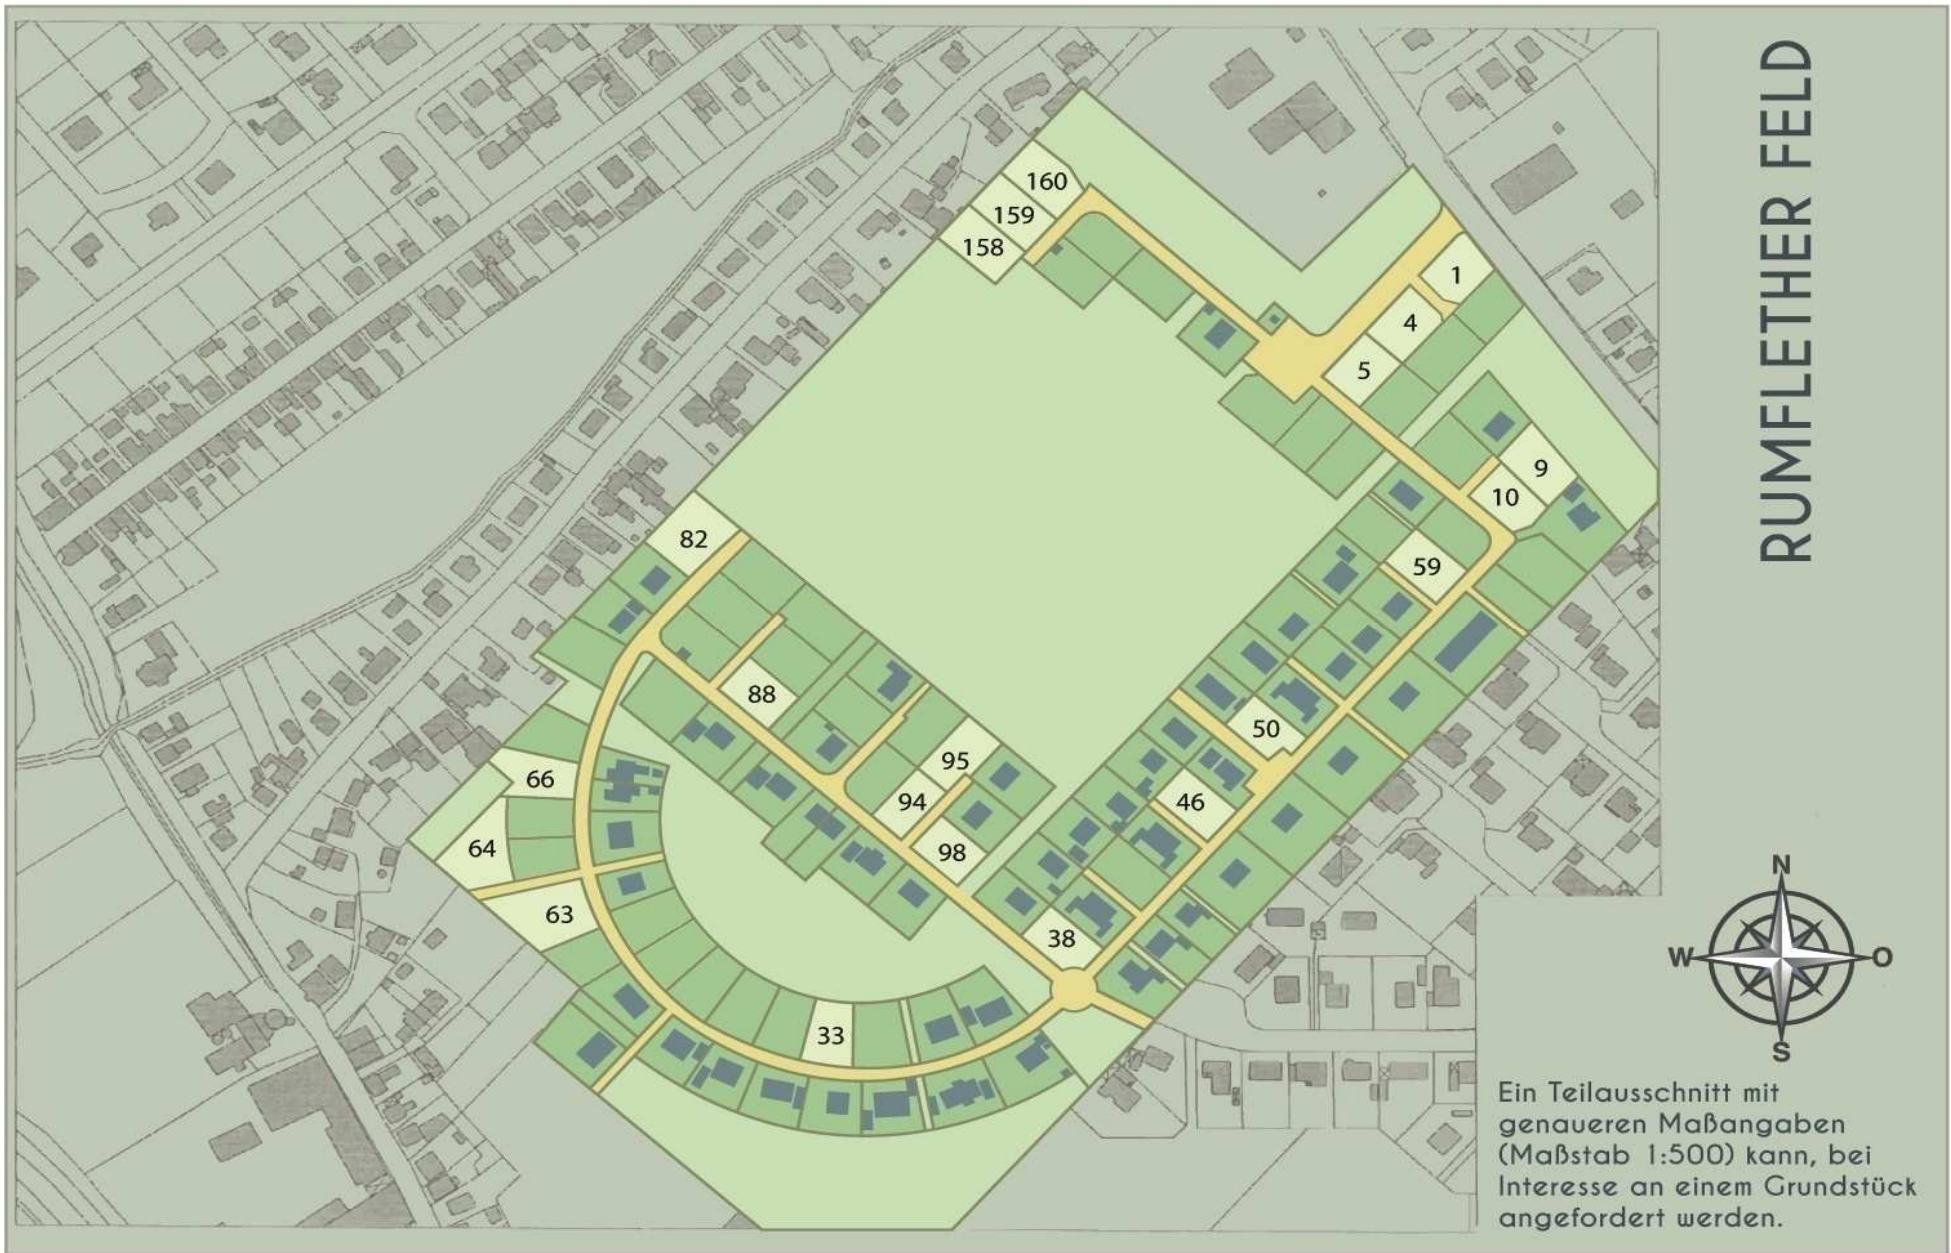 RUMFLETHER FELD
160
159
158
1
4
5
9
10
82
59
88
50
95
66
94
46
64
98
63
38
33
N
W
O
S
Ein Teilausschnitt mit
genaueren Maßangaben
(Maßstab 1:500) kann, bei
Interesse an einem Grundstück
angefordert werden.